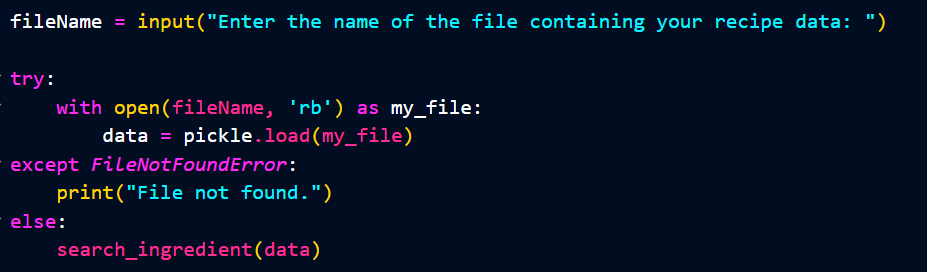 fileName = input("Enter the name of the file containing your recipe data: ")
try:
    with open(fileName, 'rb') as my_file:
        data = pickle.load(my_file)
except FileNotFoundError:
    print("File not found.")
else:
    search_ingredient(data)